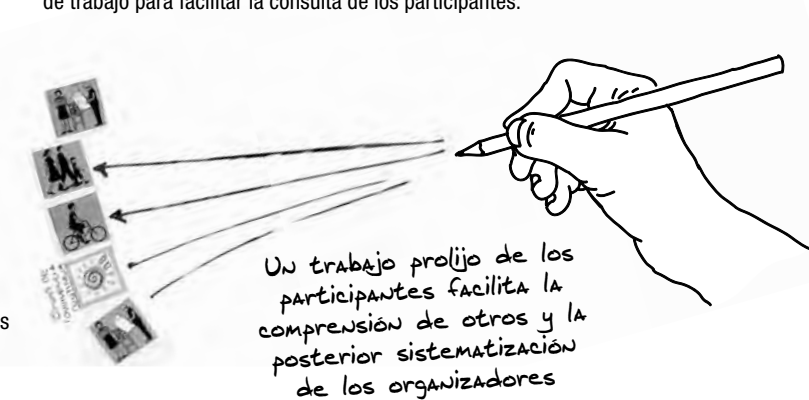 de trabajo para facilitar la consulta de los participantes.
Un trabajo prolijo de los
participantes facilita la
comprensión de otros y la
posterior sistematización
de los organizadores
s